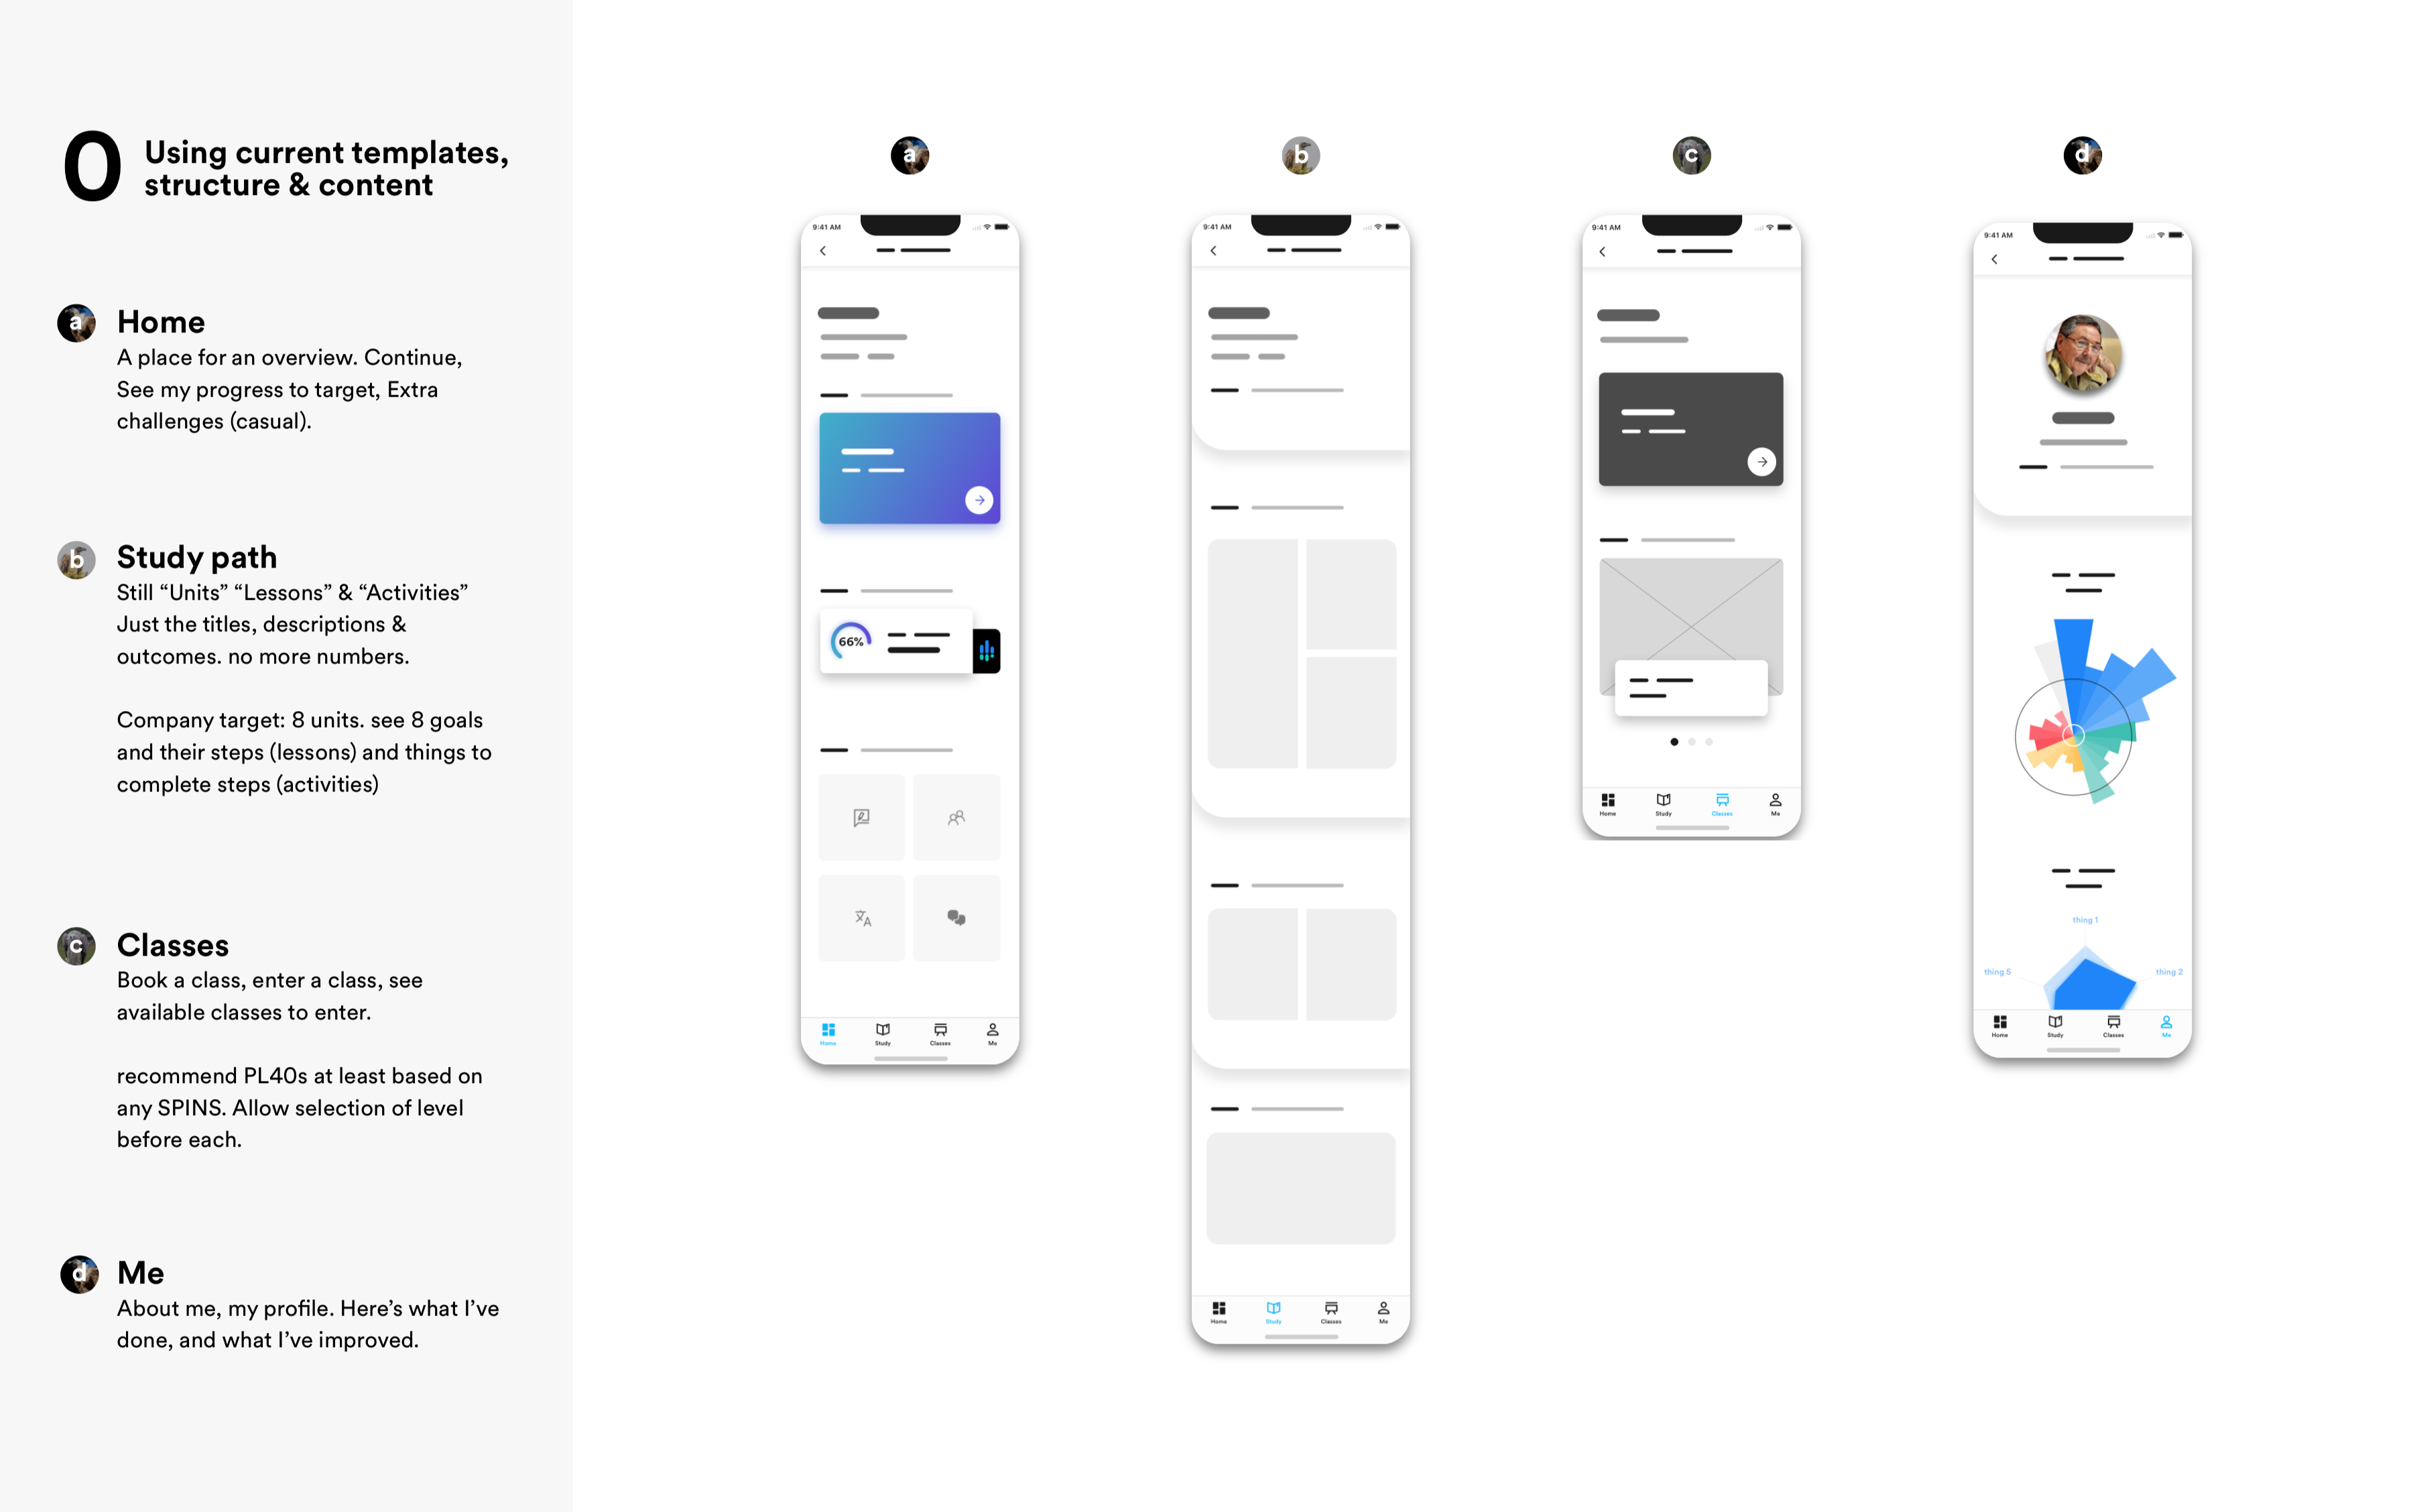 0
Using current templates,
structure & content
a
Home
A place for an overview. Continue,
See my progress to target, Extra
challenges (casual).
b
Study path
Still “Units” “Lessons” & “Activities”
Just the titles, descriptions &
outcomes. no more numbers.
Company target: 8 units. see 8 goals
and their steps (lessons) and things to
complete steps (activities)
c
Classes
Book a class, enter a class, see
available classes to enter.
recommend PL40s at least based on
any SPINS. Allow selection of level
before each.
d
Me
About me, my profile. Here’s what I’ve
done, and what I’ve improved.
a
9:41 AM
66%
Home Study Classes Me
b
9:41 AM
Home Study Classes Me
c
9:41 AM
Home Study Classes Me
d
9:41 AM
thing 1
thing 5 thing 2
Home Study Classes Me